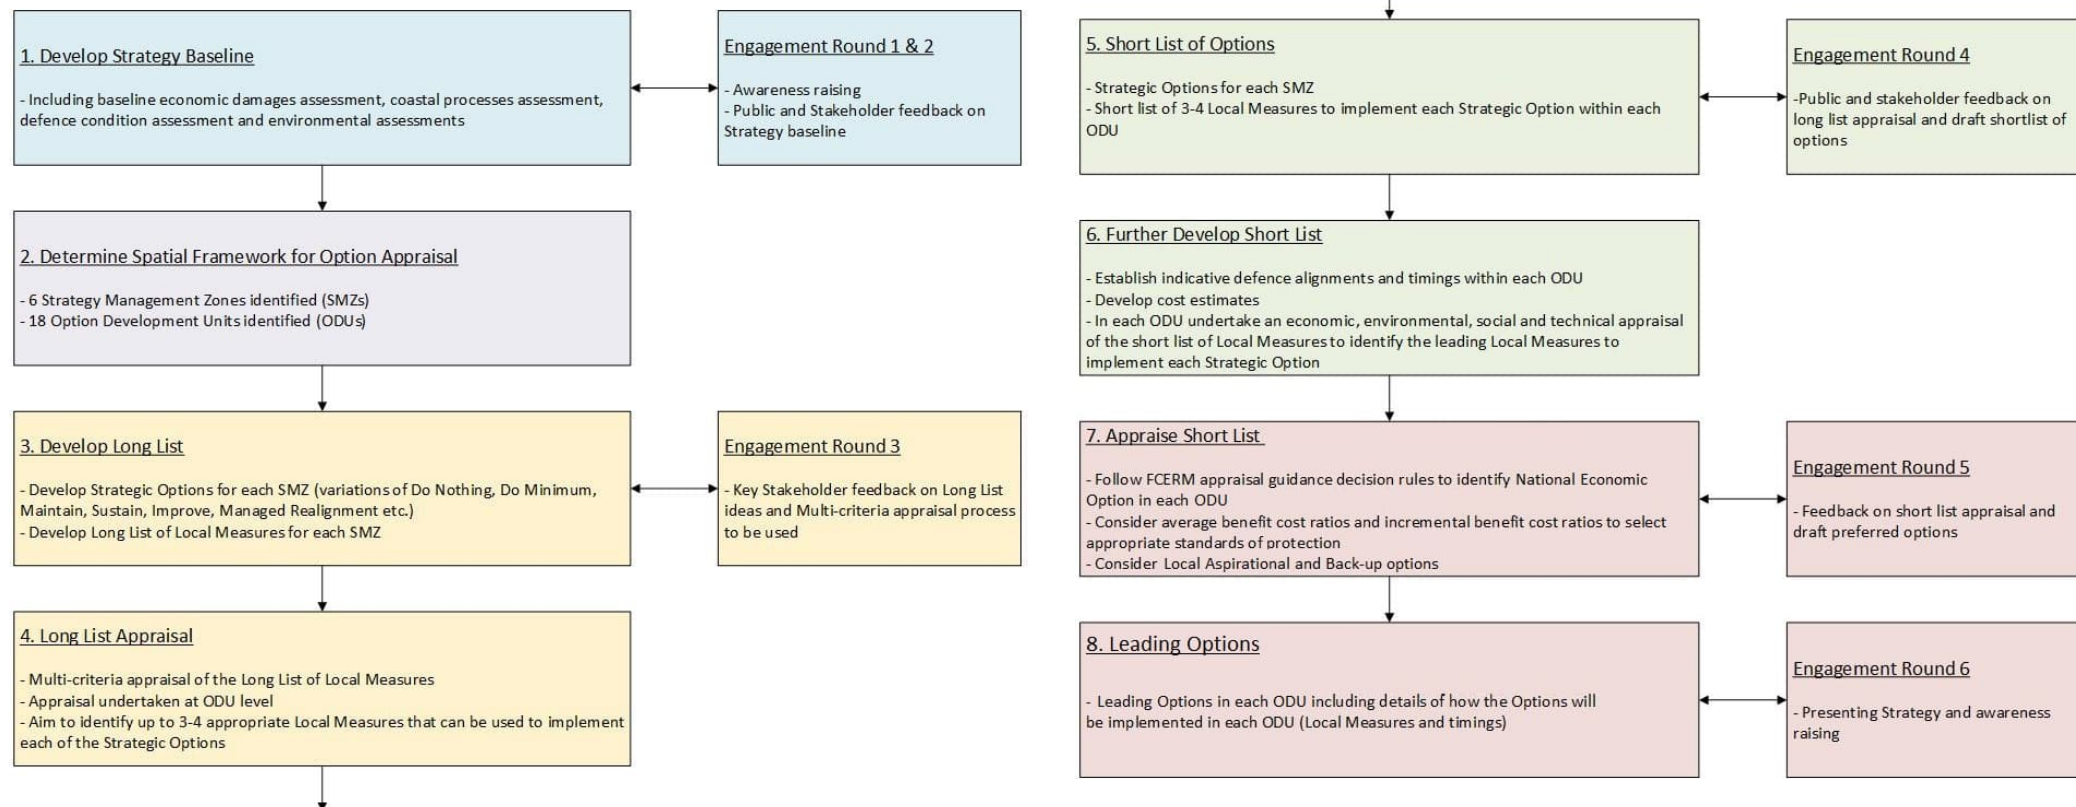 1. Develop Strategy Baseline
- Including baseline economic damages assessment, coastal processes assessment,
defence condition assessment and environmental assessments
Engagement Round 1 & 2
- Awareness raising
- Public and Stakeholder feedback on
Strategy baseline
2. Determine Spatial Framework for Option Appraisal
- 6 Strategy Management Zones identified (SMZs)
- 18 Option Development Units identified (ODUs)
3. Develop Long List
- Develop Strategic Options for each SMZ (variations of Do Nothing, Do Minimum,
Maintain, Sustain, Improve, Managed Realignment etc.)
- Develop Long List of Local Measures for each SMZ
Engagement Round 3
- Key Stakeholder feedback on Long List
ideas and Multi-criteria appraisal process
to be used
4. Long List Appraisal
- Multi-criteria appraisal of the Long List of Local Measures
- Appraisal undertaken at ODU level
- Aim to identify up to 3-4 appropriate Local Measures that can be used to implement
each of the Strategic Options
5. Short List of Options
- Strategic Options for each SMZ
- Short list of 3-4 Local Measures to implement each Strategic Option within each
ODU
Engagement Round 4
-Public and stakeholder feedback on
long list appraisal and draft shortlist of
options
6. Further Develop Short List
- Establish indicative defence alignments and timings within each ODU
- Develop cost estimates
- In each ODU undertake an economic, environmental, social and technical appraisal
of the short list of Local Measures to identify the leading Local Measures to
implement each Strategic Option
7. Appraise Short List
- Follow FCERM appraisal guidance decision rules to identify National Economic
Option in each ODU
- Consider average benefit cost ratios and incremental benefit cost ratios to select
appropriate standards of protection
- Consider Local Aspirational and Back-up options
Engagement Round 5
- Feedback on short list appraisal and
draft preferred options
8. Leading Options
- Leading Options in each ODU including details of how the Options will
be implemented in each ODU (Local Measures and timings)
Engagement Round 6
- Presenting Strategy and awareness
raising